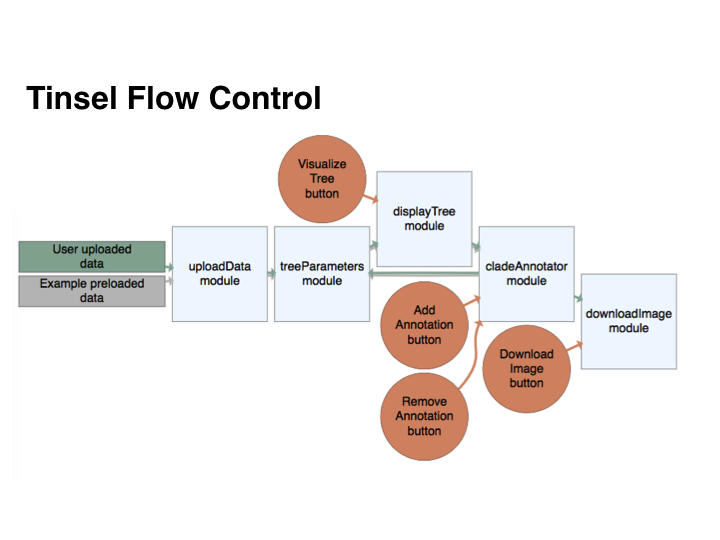 Tinsel Flow Control
Visualize
Tree
button
displayTree
module
User uploaded
data
Example preloaded
data
uploadData
module
treeParameters
module
cladeAnnotator
module
Add
Annotation
button
downloadImage
module
Download
Image
button
Remove
Annotation
button